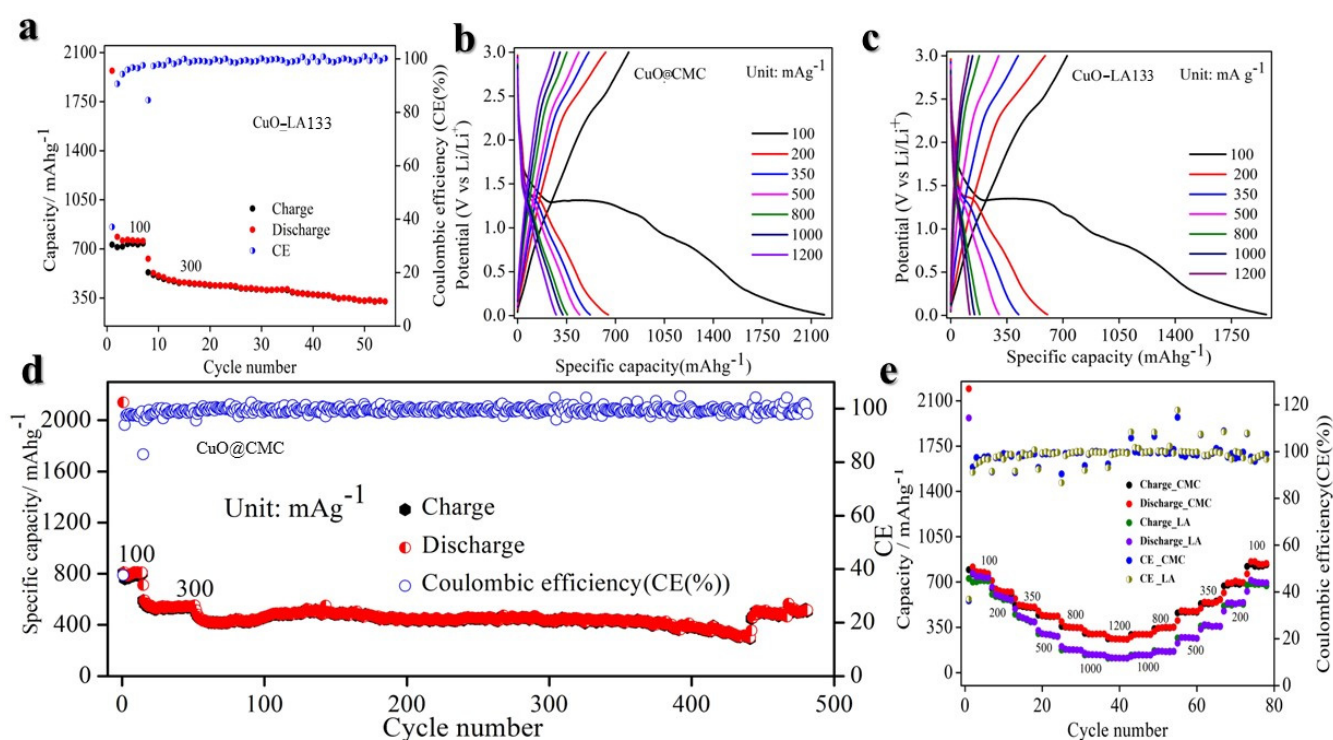 a
2100
1750
1400
1050
700
350
Capacity/ mAhg⁻¹
0 10 20 30 40 50
Cycle number
100
80
60
40
20
0
Coulombic efficiency (CE(%))
CuO_LA133
Charge
Discharge
CE
100
300
b
3.0
2.5
2.0
1.5
1.0
0.5
0.0
Potential (V vs Li/Li⁺)
0 700 1050 1400 1750 2100
Specific capacity(mAhg⁻¹)
CuO@CMC
Unit: mAg⁻¹
100
200
350
500
800
1000
1200
c
3.0
2.5
2.0
1.5
1.0
0.5
0.0
Potential (V vs Li/Li⁺)
0 350 700 1050 1400 1750
Specific capacity (mAhg⁻¹)
CuO-LA133
Unit: mA g⁻¹
100
200
350
500
800
1000
1200
d
2000
1600
1200
800
400
0
Specific capacity/ mAhg⁻¹
0 100 200 300 400 500
Cycle number
100
80
60
40
20
0
CE
CuO@CMC
Unit: mAg⁻¹
Charge
Discharge
Coulombic efficiency(CE(%))
100
300
e
2100
1750
1400
1050
700
350
0
Capacity / mAhg⁻¹
0 20 40 60 80
Cycle number
120
100
80
60
40
20
0
Coulombic efficiency(CE(%))
Charge_CMC
Discharge_CMC
Charge_LA
Discharge_LA
CE_CMC
CE _LA
100
200
350
500
800
1000
1200
1000
800
500
350
200
100